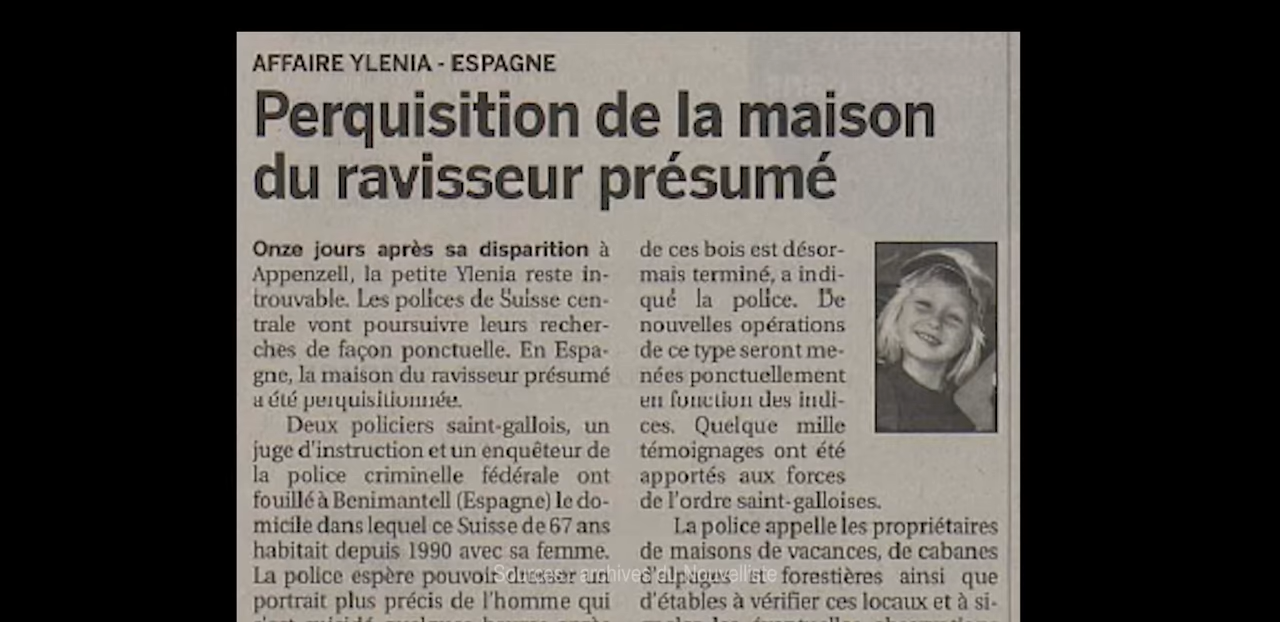 AFFAIRE YLENIA - ESPAGNE
Perquisition de la maison
du ravisseur présumé
Onze jours après sa disparition à
Appenzell, la petite Ylenia reste in-
trouvable. Les polices de Suisse cen-
trale vont poursuivre leurs recher-
ches de façon ponctuelle. En Espa-
gne, la maison du ravisseur présumé
a été perquisitionnée.
Deux policiers saint-gallois, un
juge d'instruction et un enquêteur de
la police criminelle fédérale ont
fouillé à Benimantell (Espagne) le do-
micile dans lequel ce Suisse de 67 ans
habitait depuis 1990 avec sa femme.
La police espère pouvoir dresser un
portrait plus précis de l'homme qui
de ces bois est désor-
mais terminé, a indi-
qué la police. De
nouvelles opérations
de ce type seront me-
nées ponctuellement
en fonction des indi-
ces. Quelque mille
témoignages ont été
apportés aux forces
de l'ordre saint-galloises.
La police appelle les propriétaires
de maisons de vacances, de cabanes
d'alpages et forestières ainsi que
d'étables à vérifier ces locaux et à si-
Sources : archives du Nouvelliste